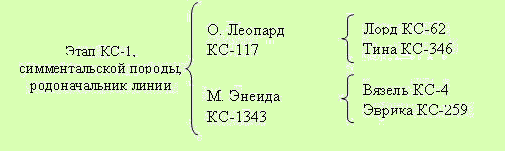 Этап КС-1,
симментальской породы,
родоначальник линии
О. Леопард
КС-117
Лорд КС-62
Тина КС-346
М. Энеида
КС-1343
Вязель КС-4
Эврика КС-259